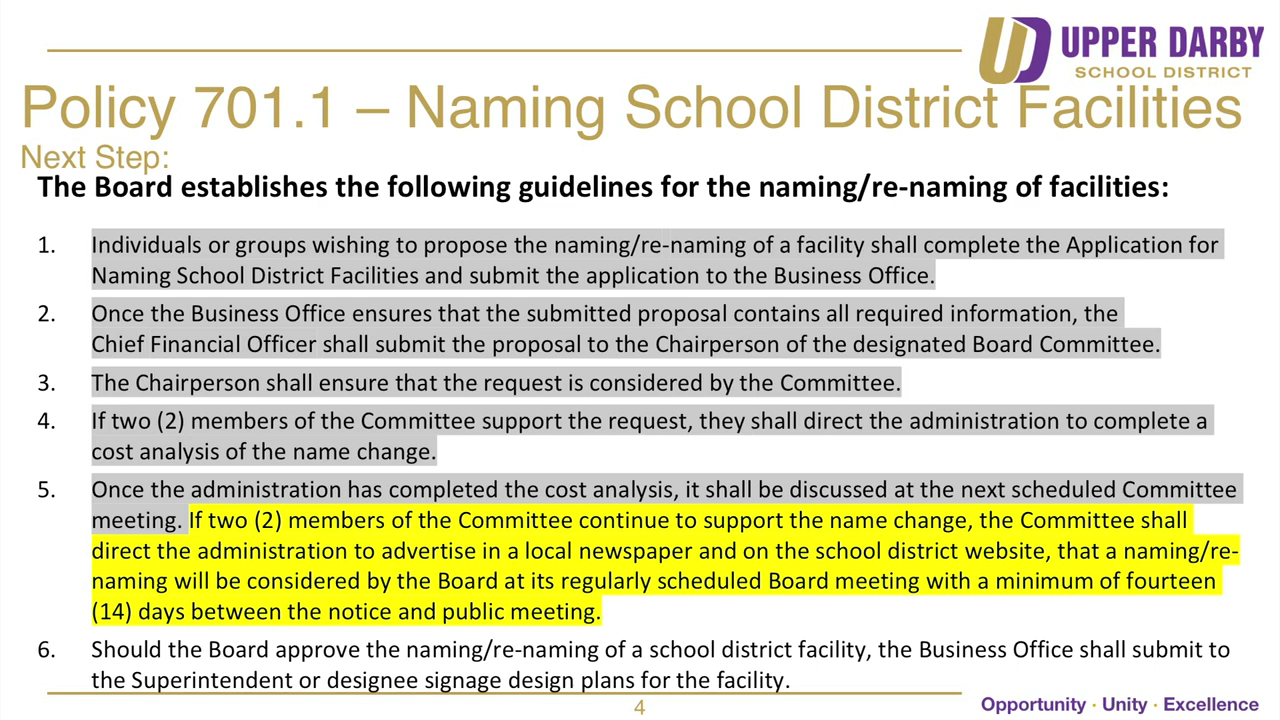 UPPER DARBY
SCHOOL DISTRICT
Policy 701.1 – Naming School District Facilities
Next Step:
The Board establishes the following guidelines for the naming/re-naming of facilities:
1. Individuals or groups wishing to propose the naming/re-naming of a facility shall complete the Application for
Naming School District Facilities and submit the application to the Business Office.
2. Once the Business Office ensures that the submitted proposal contains all required information, the
Chief Financial Officer shall submit the proposal to the Chairperson of the designated Board Committee.
3. The Chairperson shall ensure that the request is considered by the Committee.
4. If two (2) members of the Committee support the request, they shall direct the administration to complete a
cost analysis of the name change.
5. Once the administration has completed the cost analysis, it shall be discussed at the next scheduled Committee
meeting. If two (2) members of the Committee continue to support the name change, the Committee shall
direct the administration to advertise in a local newspaper and on the school district website, that a naming/re-
naming will be considered by the Board at its regularly scheduled Board meeting with a minimum of fourteen
(14) days between the notice and public meeting.
6. Should the Board approve the naming/re-naming of a school district facility, the Business Office shall submit to
the Superintendent or designee signage design plans for the facility.
4
Opportunity · Unity · Excellence